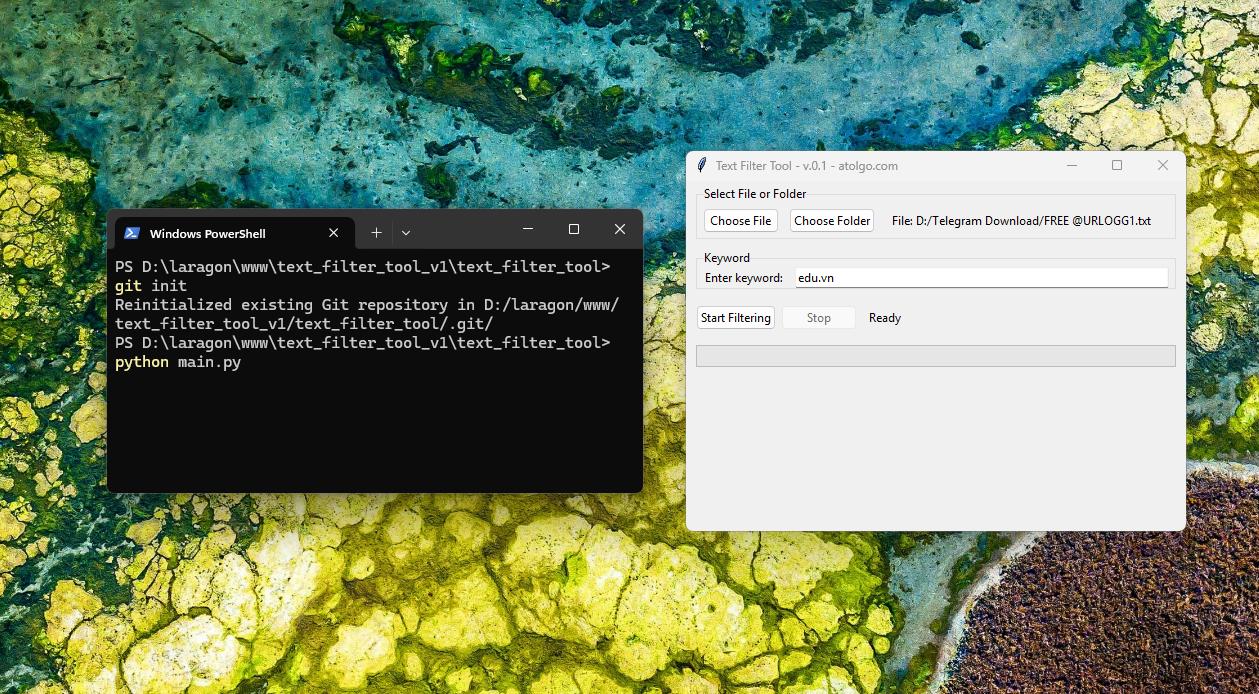 Windows PowerShell
PS D:\laragon\www\text_filter_tool_v1\text_filter_tool>
git init
Reinitialized existing Git repository in D:/laragon/www/
text_filter_tool_v1/text_filter_tool/.git/
PS D:\laragon\www\text_filter_tool_v1\text_filter_tool>
python main.py
Text Filter Tool - v.0.1 - atolgo.com
Select File or Folder
Choose File Choose Folder File: D:/Telegram Download/FREE @URLOGG1.txt
Keyword
Enter keyword: edu.vn
Start Filtering Stop Ready